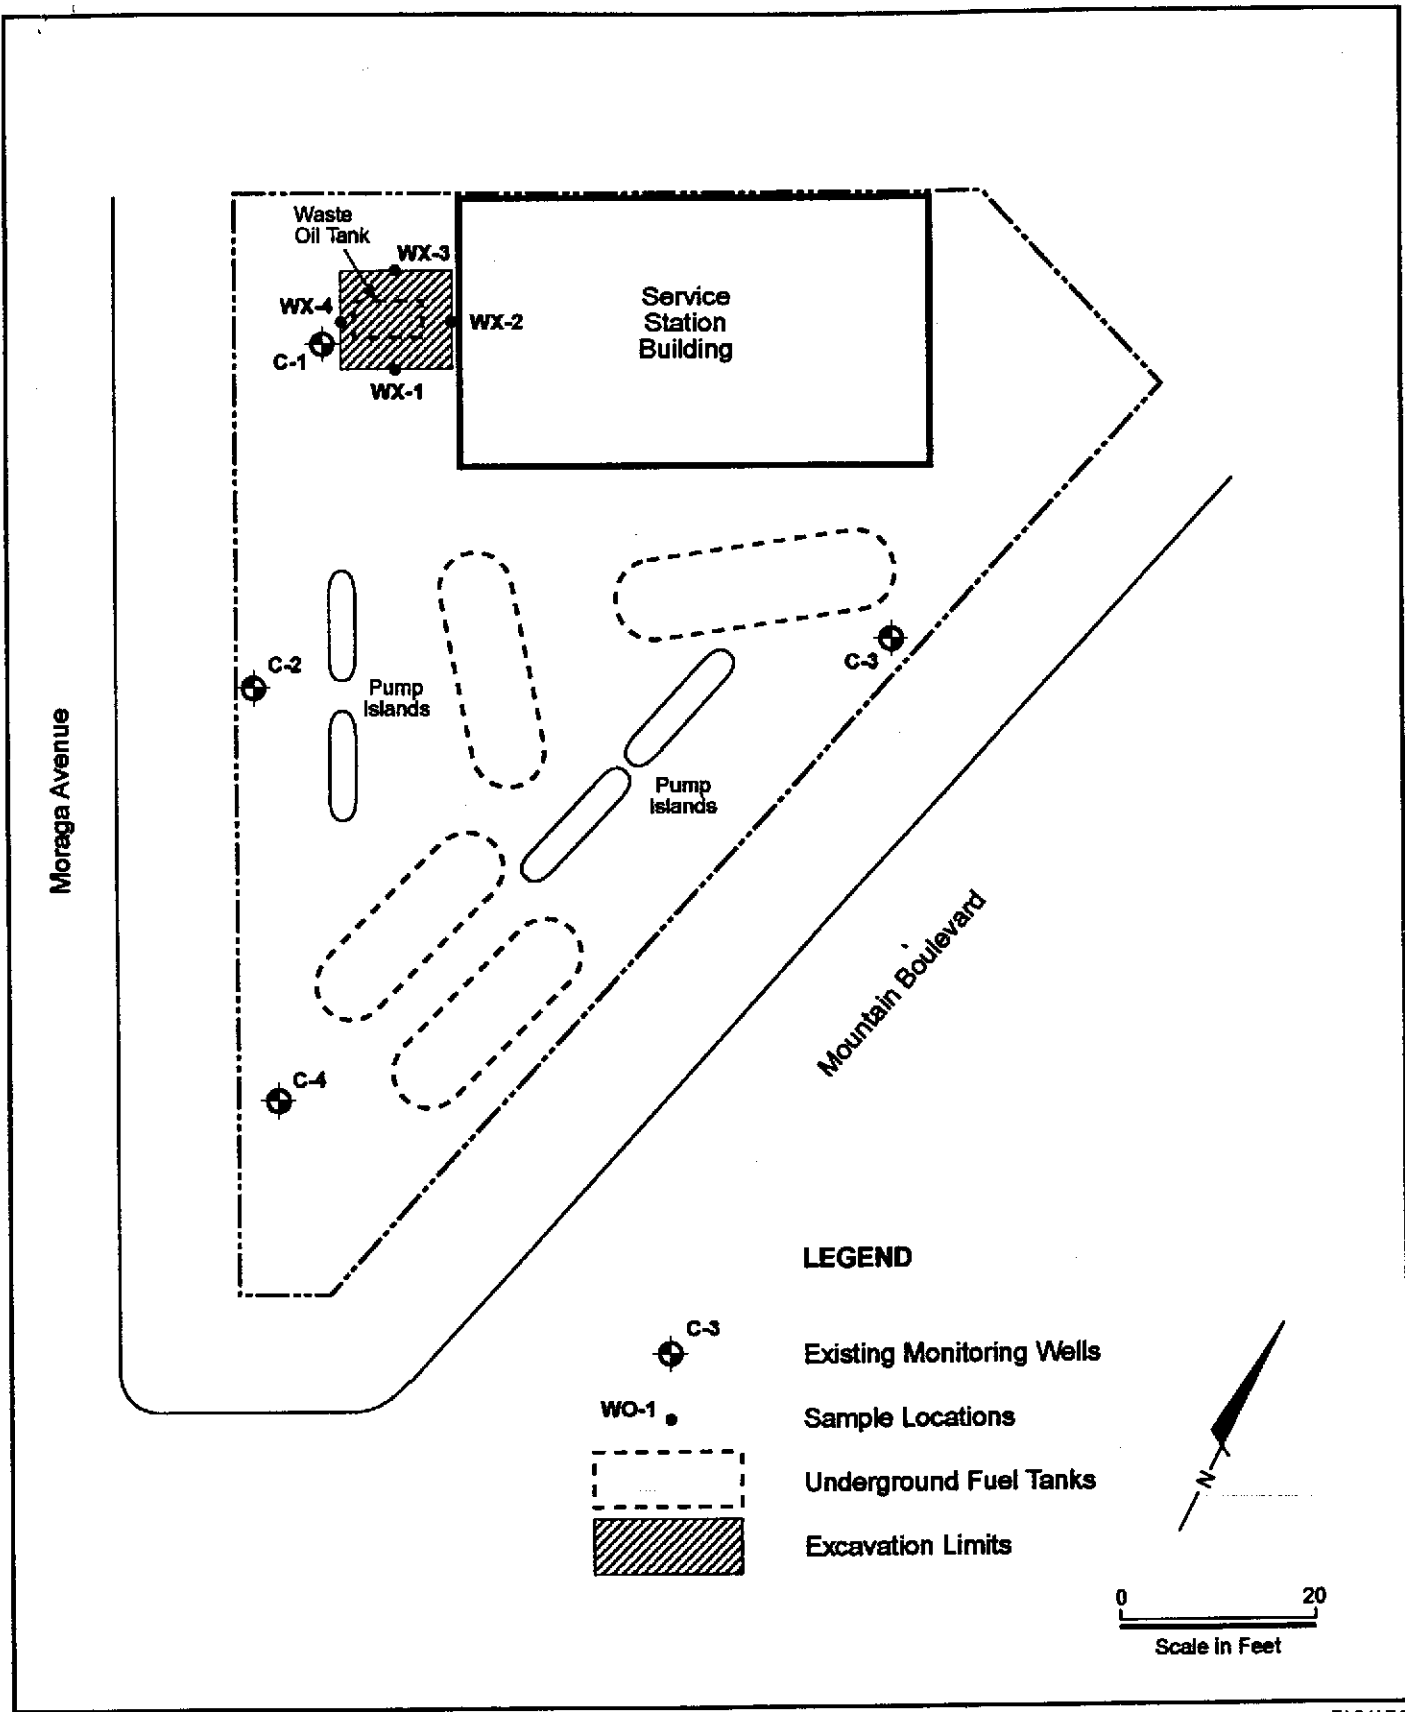 Waste
Oil Tank
WX-3
WX-4
WX-2
C-1
WX-1
Service
Station
Building
C-2
C-3
Pump
Islands
Pump
Islands
Moraga Avenue
Mountain Boulevard
C-4
LEGEND
C-3
Existing Monitoring Wells
WO-1
Sample Locations
Underground Fuel Tanks
Excavation Limits
N
0 20
Scale in Feet